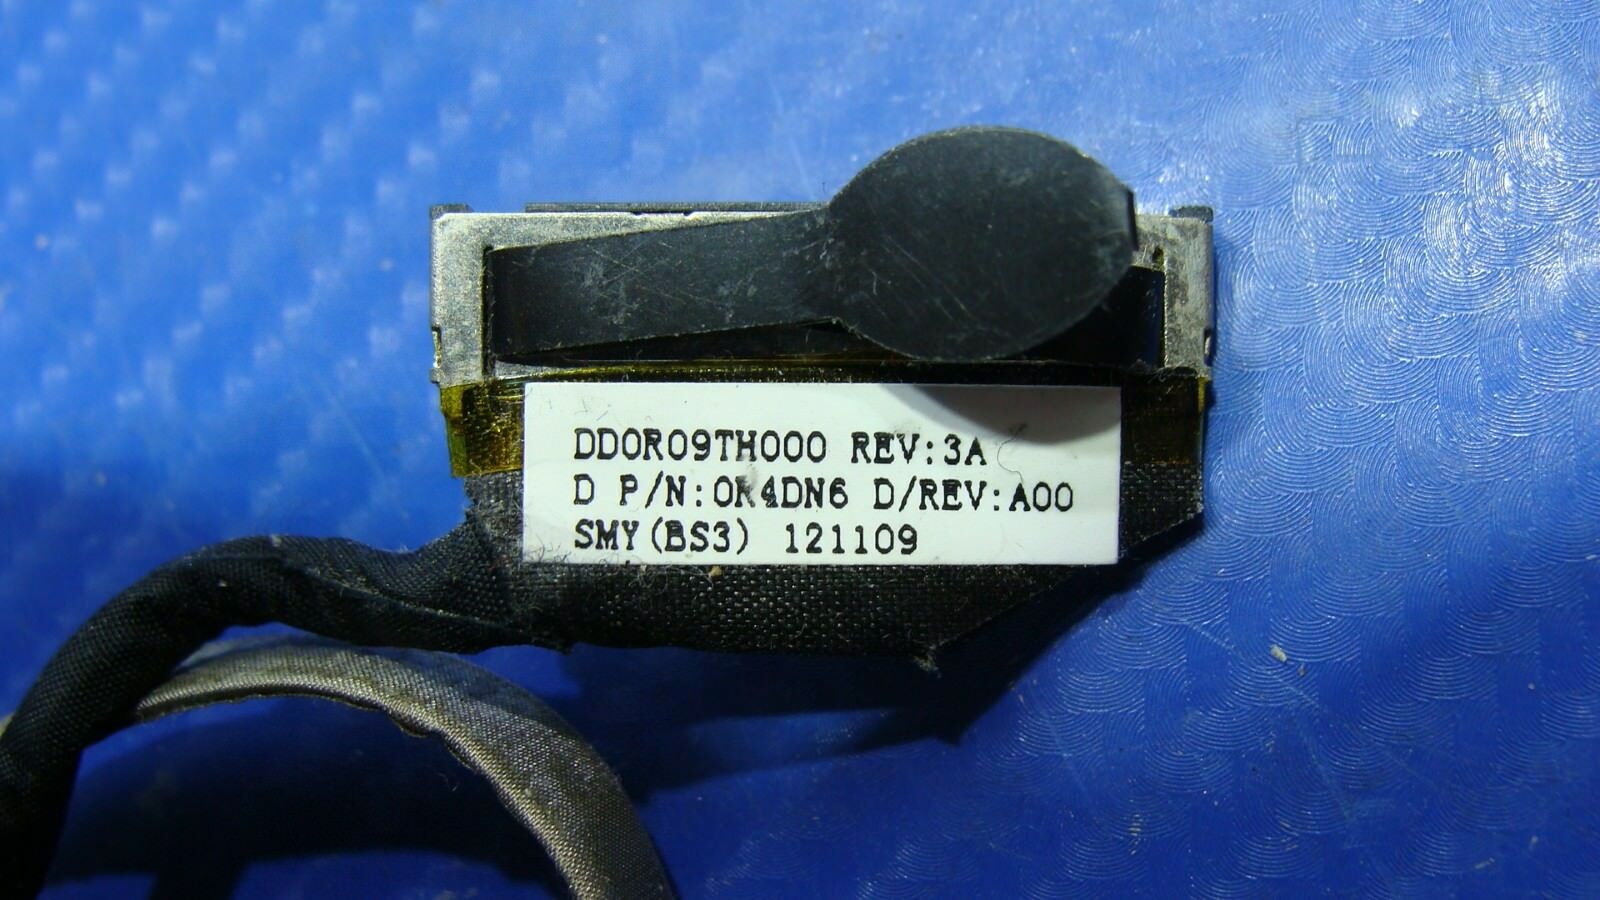 DD0R09TH000 REV:3A
D P/N:0K4DN6 D/REV:A00
SMY(BS3) 121109